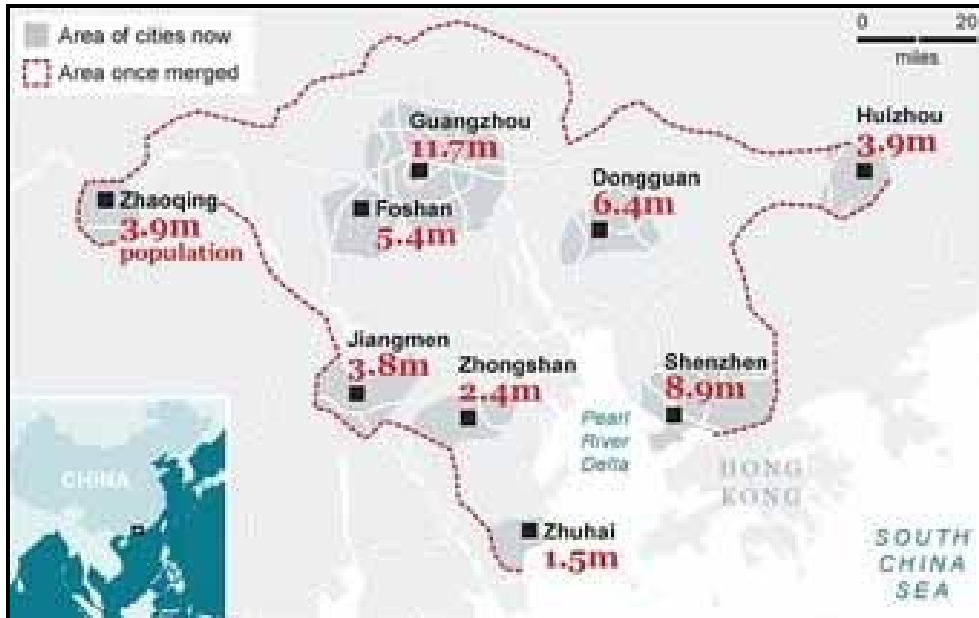 Area of cities now
Area once merged
0 20
miles
Guangzhou
11.7m
Huizhou
3.9m
Zhaoqing
3.9m
population
Foshan
5.4m
Dongguan
6.4m
Jiangmen
3.8m
Zhongshan
2.4m
Shenzhen
8.9m
Pearl
River
Delta
HONG
KONG
CHINA
Zhuhai
1.5m
SOUTH
CHINA
SEA